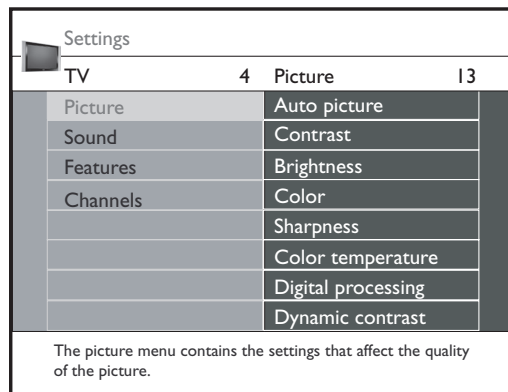 Settings
TV 4 Picture 13
Picture Auto picture
Sound Contrast
Features Brightness
Channels Color
Sharpness
Color temperature
Digital processing
Dynamic contrast
The picture menu contains the settings that affect the quality
of the picture.